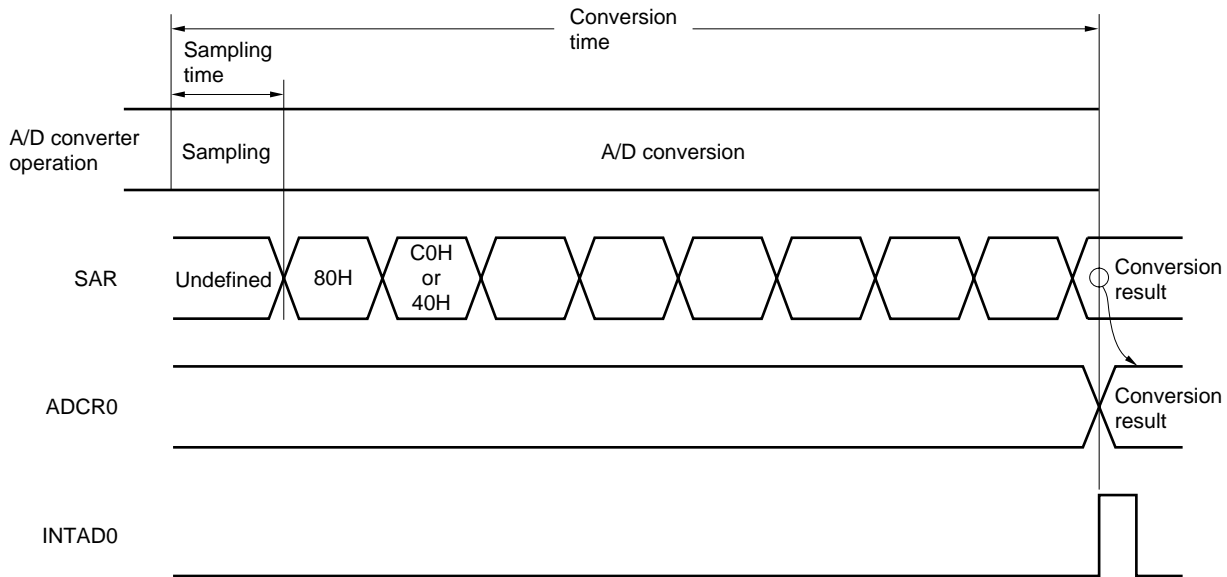 Conversion
time
Sampling
time
A/D converter
operation
Sampling
A/D conversion
SAR
Undefined
80H
C0H
or
40H
Conversion
result
ADCR0
Conversion
result
INTAD0